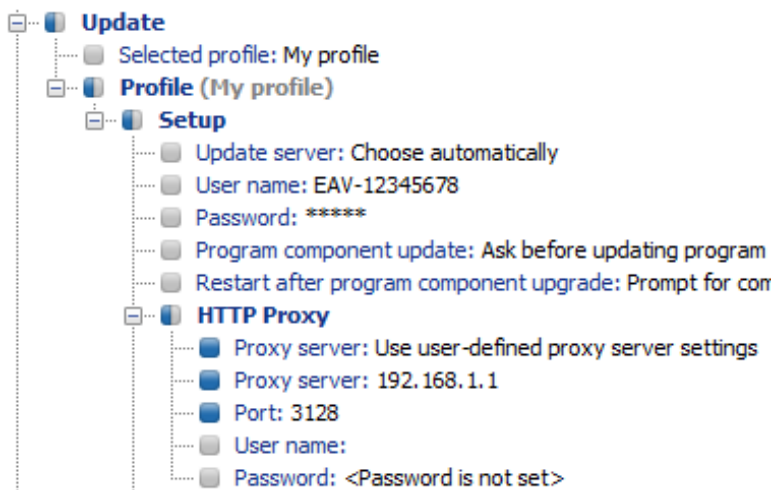 Update
Selected profile: My profile
Profile (My profile)
Setup
Update server: Choose automatically
User name: EAV-12345678
Password: *****
Program component update: Ask before updating program
Restart after program component upgrade: Prompt for
HTTP Proxy
Proxy server: Use user-defined proxy server settings
Proxy server: 192.168.1.1
Port: 3128
User name:
Password: <Password is not set>